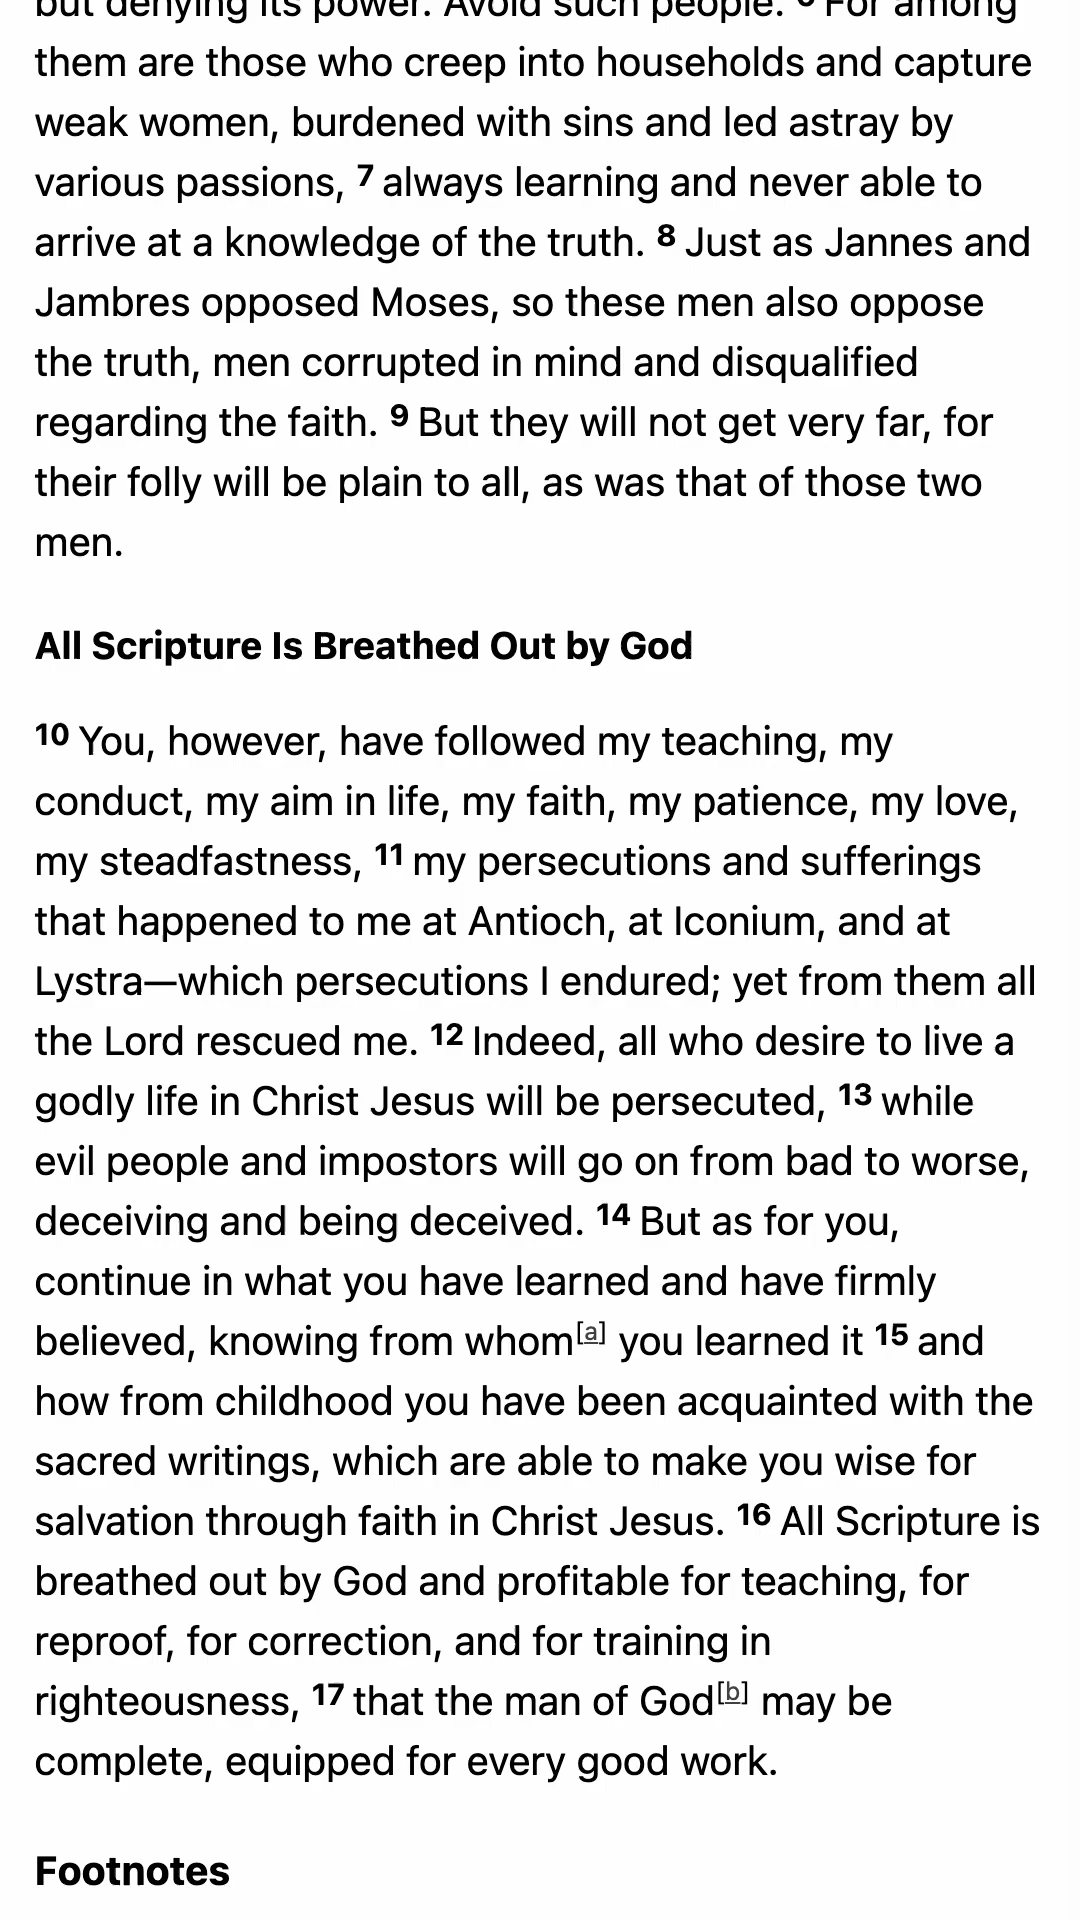 but denying its power. Avoid such people. 6 For among
them are those who creep into households and capture
weak women, burdened with sins and led astray by
various passions, 7 always learning and never able to
arrive at a knowledge of the truth. 8 Just as Jannes and
Jambres opposed Moses, so these men also oppose
the truth, men corrupted in mind and disqualified
regarding the faith. 9 But they will not get very far, for
their folly will be plain to all, as was that of those two
men.
All Scripture Is Breathed Out by God
10 You, however, have followed my teaching, my
conduct, my aim in life, my faith, my patience, my love,
my steadfastness, 11 my persecutions and sufferings
that happened to me at Antioch, at Iconium, and at
Lystra—which persecutions I endured; yet from them all
the Lord rescued me. 12 Indeed, all who desire to live a
godly life in Christ Jesus will be persecuted, 13 while
evil people and impostors will go on from bad to worse,
deceiving and being deceived. 14 But as for you,
continue in what you have learned and have firmly
believed, knowing from whom[a] you learned it 15 and
how from childhood you have been acquainted with the
sacred writings, which are able to make you wise for
salvation through faith in Christ Jesus. 16 All Scripture is
breathed out by God and profitable for teaching, for
reproof, for correction, and for training in
righteousness, 17 that the man of God[b] may be
complete, equipped for every good work.
Footnotes